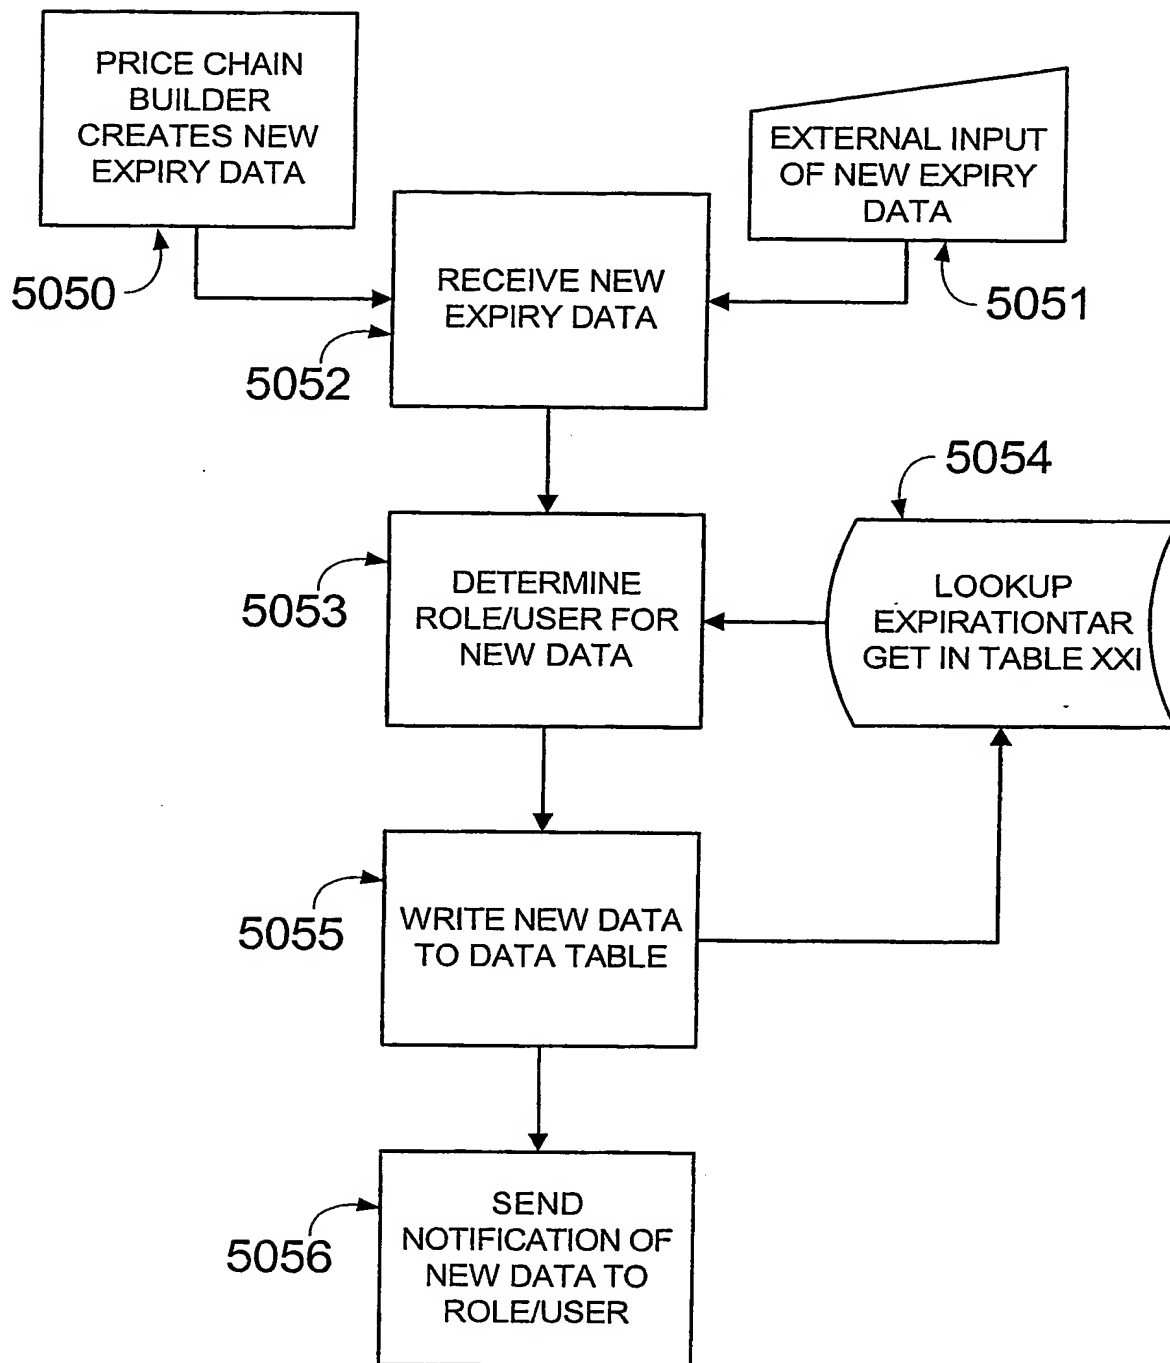 PRICE CHAIN
BUILDER
CREATES NEW
EXPIRY DATA
5050
EXTERNAL INPUT
OF NEW EXPIRY
DATA
5051
RECEIVE NEW
EXPIRY DATA
5052
5054
5053
DETERMINE
ROLE/USER FOR
NEW DATA
LOOKUP
EXPIRATIONTAR
GET IN TABLE XXI
5055
WRITE NEW DATA
TO DATA TABLE
5056
SEND
NOTIFICATION OF
NEW DATA TO
ROLE/USER